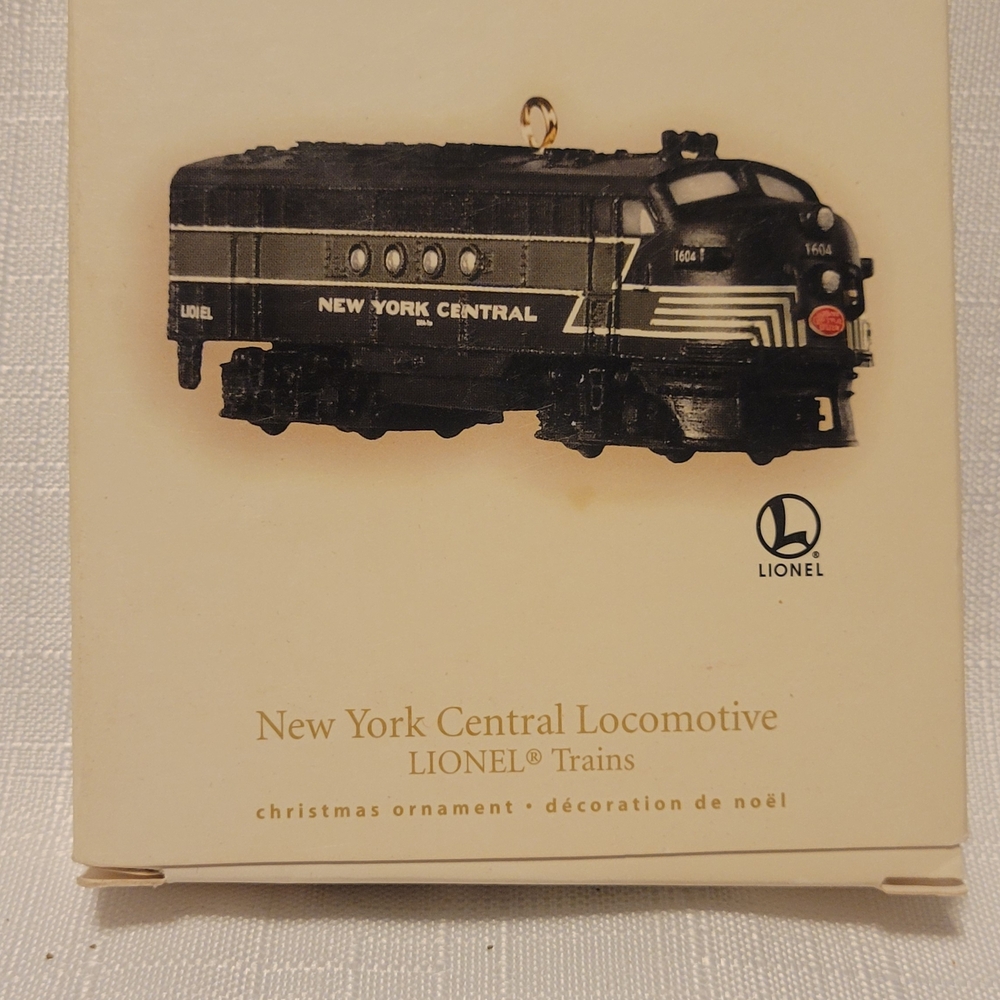 1604
1604
LIONEL
NEW YORK CENTRAL
L
®
LIONEL
New York Central Locomotive
LIONEL® Trains
christmas ornament • décoration de noël